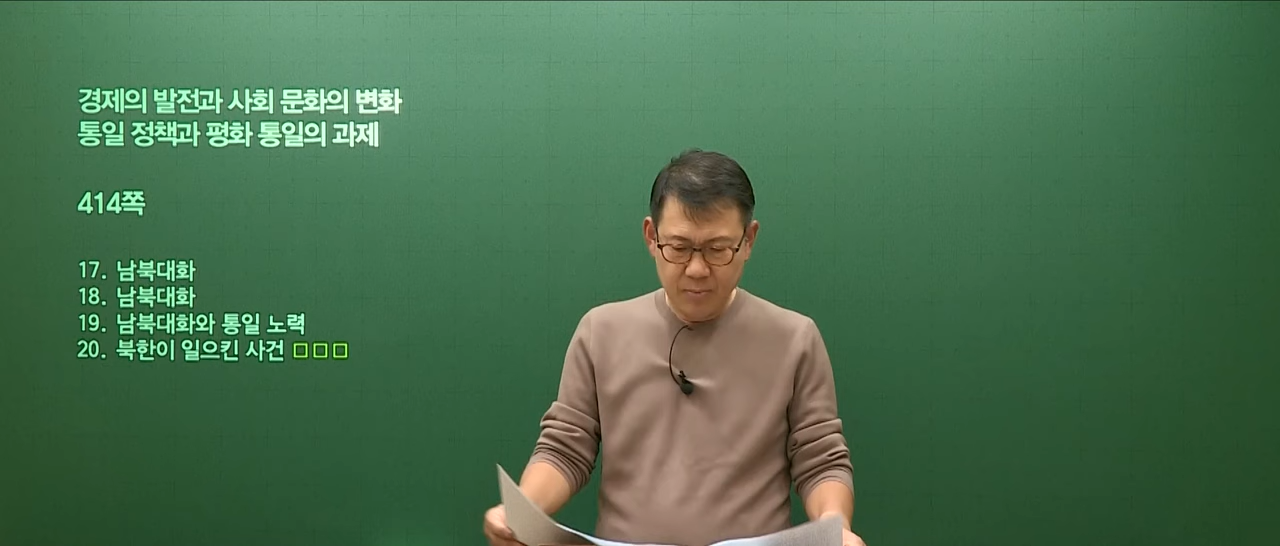 경제의 발전과 사회 문화의 변화
통일 정책과 평화 통일의 과제
414쪽
17. 남북대화
18. 남북대화
19. 남북대화와 통일 노력
20. 북한이 일으킨 사건 □□□